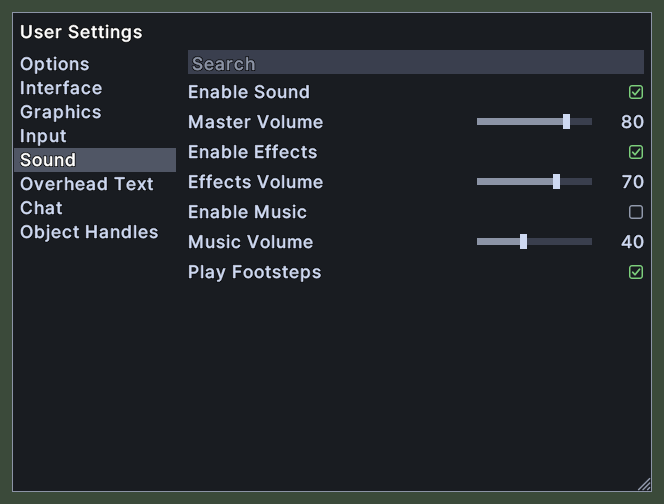 User Settings
Options
Interface
Graphics
Input
Sound
Overhead Text
Chat
Object Handles
Search
Enable Sound
Master Volume 80
Enable Effects
Effects Volume 70
Enable Music
Music Volume 40
Play Footsteps